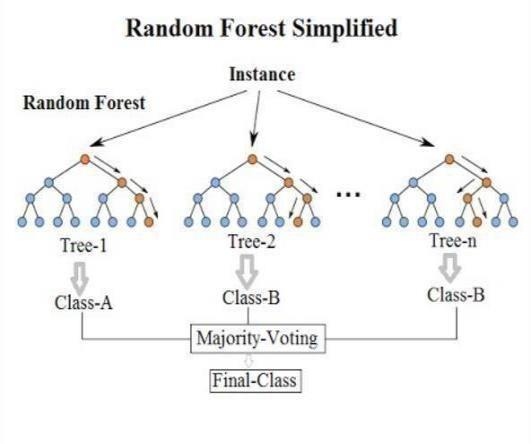 Random Forest Simplified
Instance
Random Forest
...
Tree-1
Tree-2
Tree-n
Class-A
Class-B
Class-B
Majority-Voting
Final-Class